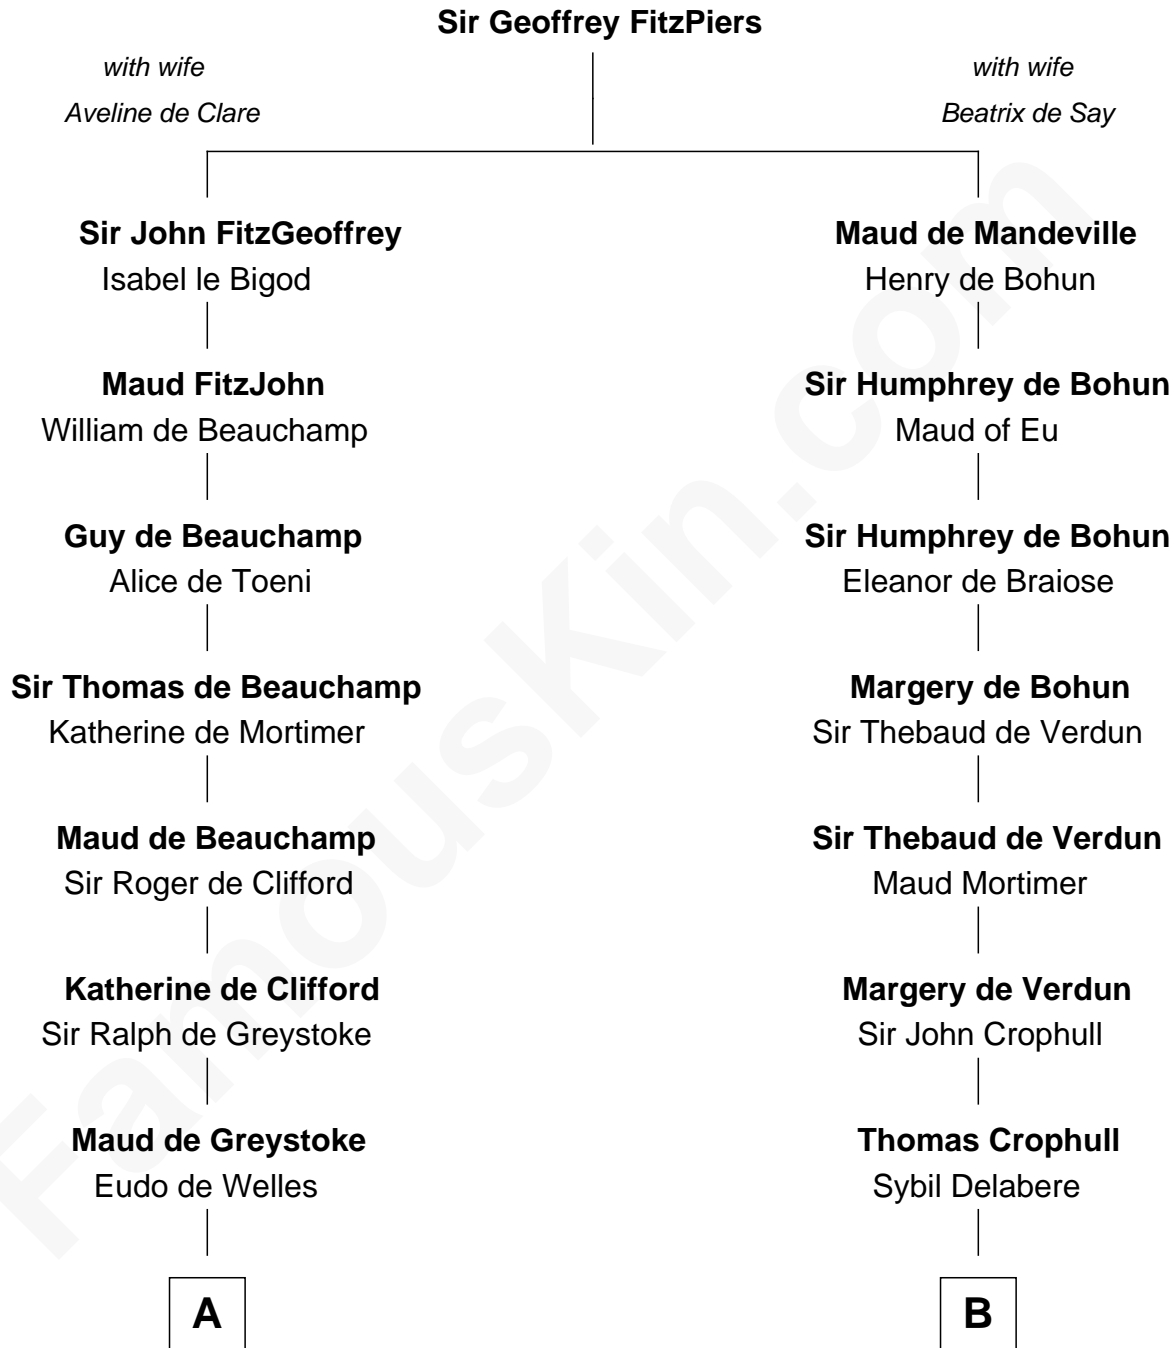 Sir Geoffrey FitzPiers
with wife
Aveline de Clare
with wife
Beatrix de Say
Sir John FitzGeoffrey
Isabel le Bigod
Maud de Mandeville
Henry de Bohun
Maud FitzJohn
William de Beauchamp
Sir Humphrey de Bohun
Maud of Eu
Guy de Beauchamp
Alice de Toeni
Sir Humphrey de Bohun
Eleanor de Braiose
Sir Thomas de Beauchamp
Katherine de Mortimer
Margery de Bohun
Sir Thebaud de Verdun
Maud de Beauchamp
Sir Roger de Clifford
Sir Thebaud de Verdun
Maud Mortimer
Katherine de Clifford
Sir Ralph de Greystoke
Margery de Verdun
Sir John Crophull
Maud de Greystoke
Eudo de Welles
Thomas Crophull
Sybil Delabere
A
B
FamousKin.com